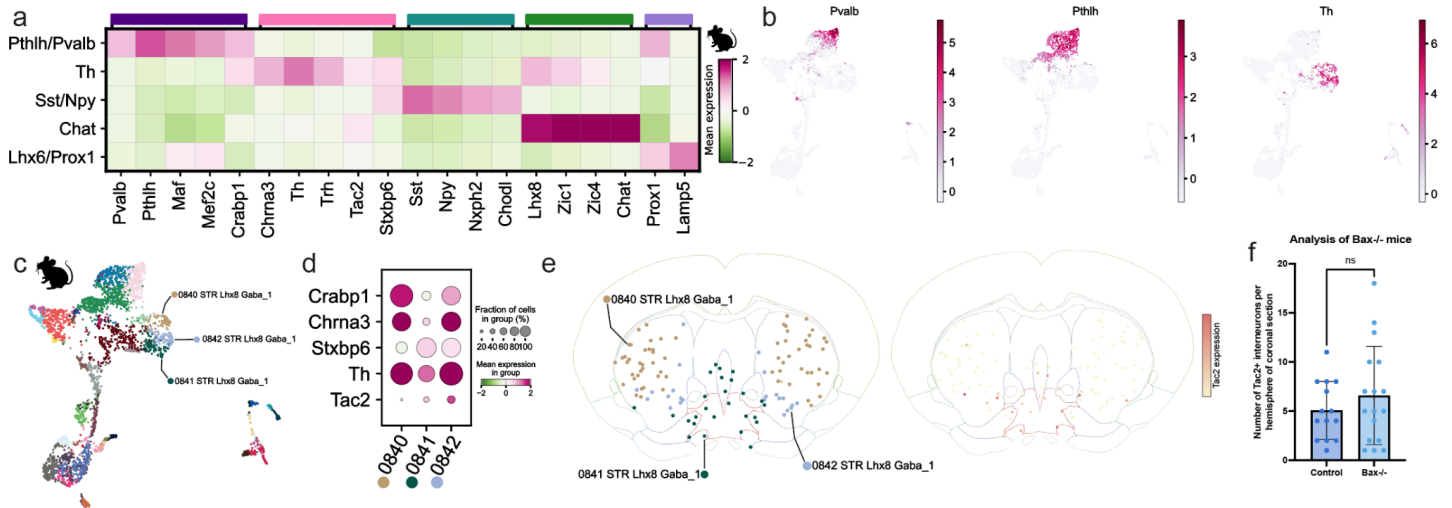 a
Pthlh/Pvalb
Th
Sst/Npy
Chat
Lhx6/Prox1
Pvalb
Pthlh
Maf
Mef2c
Crabp1
Chrna3
Th
Trh
Tac2
Stxbp6
Sst
Npy
Nxph2
Chodl
Lhx8
Zic1
Zic4
Chat
Prox1
Lamp5
2
1
0
−1
−2
Mean expression
b
Pvalb
5
4
3
2
1
0
Pthlh
3
2
1
0
Th
6
4
2
0
c
0840 STR Lhx8 Gaba_1
0842 STR Lhx8 Gaba_1
0841 STR Lhx8 Gaba_1
d
Crabp1
Chrna3
Stxbp6
Th
Tac2
0840
0841
0842
Fraction of cells
in group (%)
20 40 60 80100
Mean expression
in group
−2 0 2
e
0840 STR Lhx8 Gaba_1
0841 STR Lhx8 Gaba_1
0842 STR Lhx8 Gaba_1
Tac2 expression
f
Analysis of Bax-/- mice
ns
Number of Tac2+ interneurons per
hemisphere of coronal section
20
15
10
5
0
Control
Bax-/-